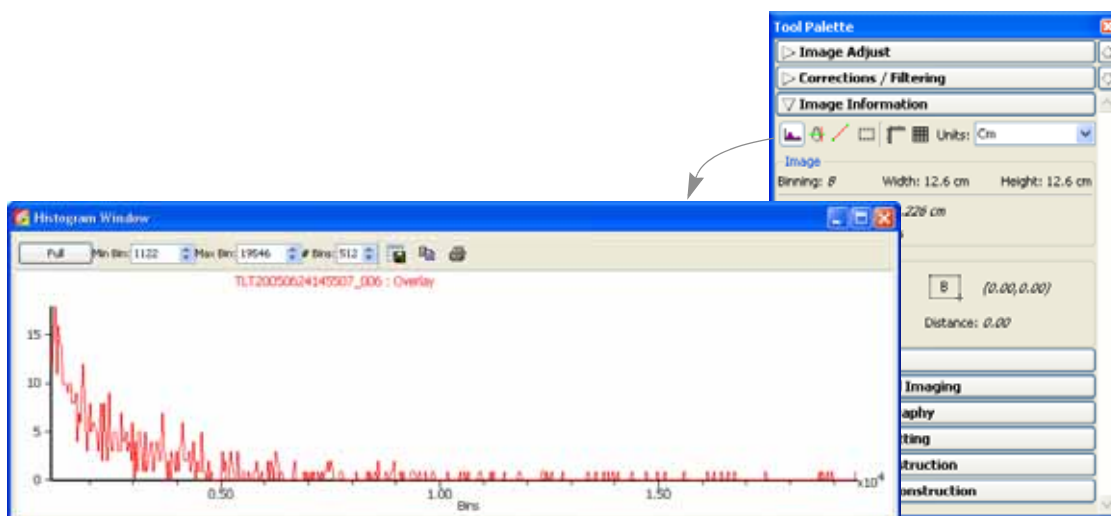 Tool Palette
Image Adjust
Corrections / Filtering
Image Information
Units: Cm
Image
Binning: 8 Width: 12.6 cm Height: 12.6 cm
.226 cm
Histogram Window
Full Min Bin: 1122 Max Bin: 19546 # Bins: 512
TLT20050624145507_006 : Overlay
15
10
5
0
0.50 1.00 1.50 x10^4
Bins
B (0.00,0.00)
Distance: 0.00
Imaging
aphy
tting
struction
onstruction